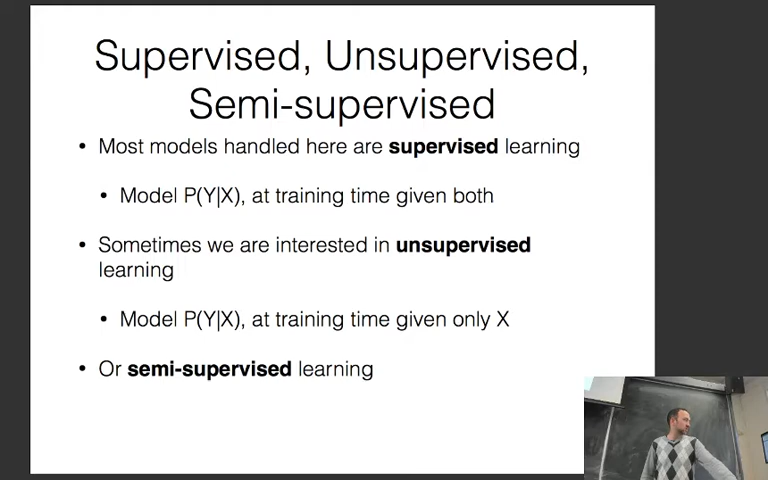 Supervised, Unsupervised,
Semi-supervised
• Most models handled here are supervised learning
• Model P(Y|X), at training time given both
• Sometimes we are interested in unsupervised
learning
• Model P(Y|X), at training time given only X
• Or semi-supervised learning